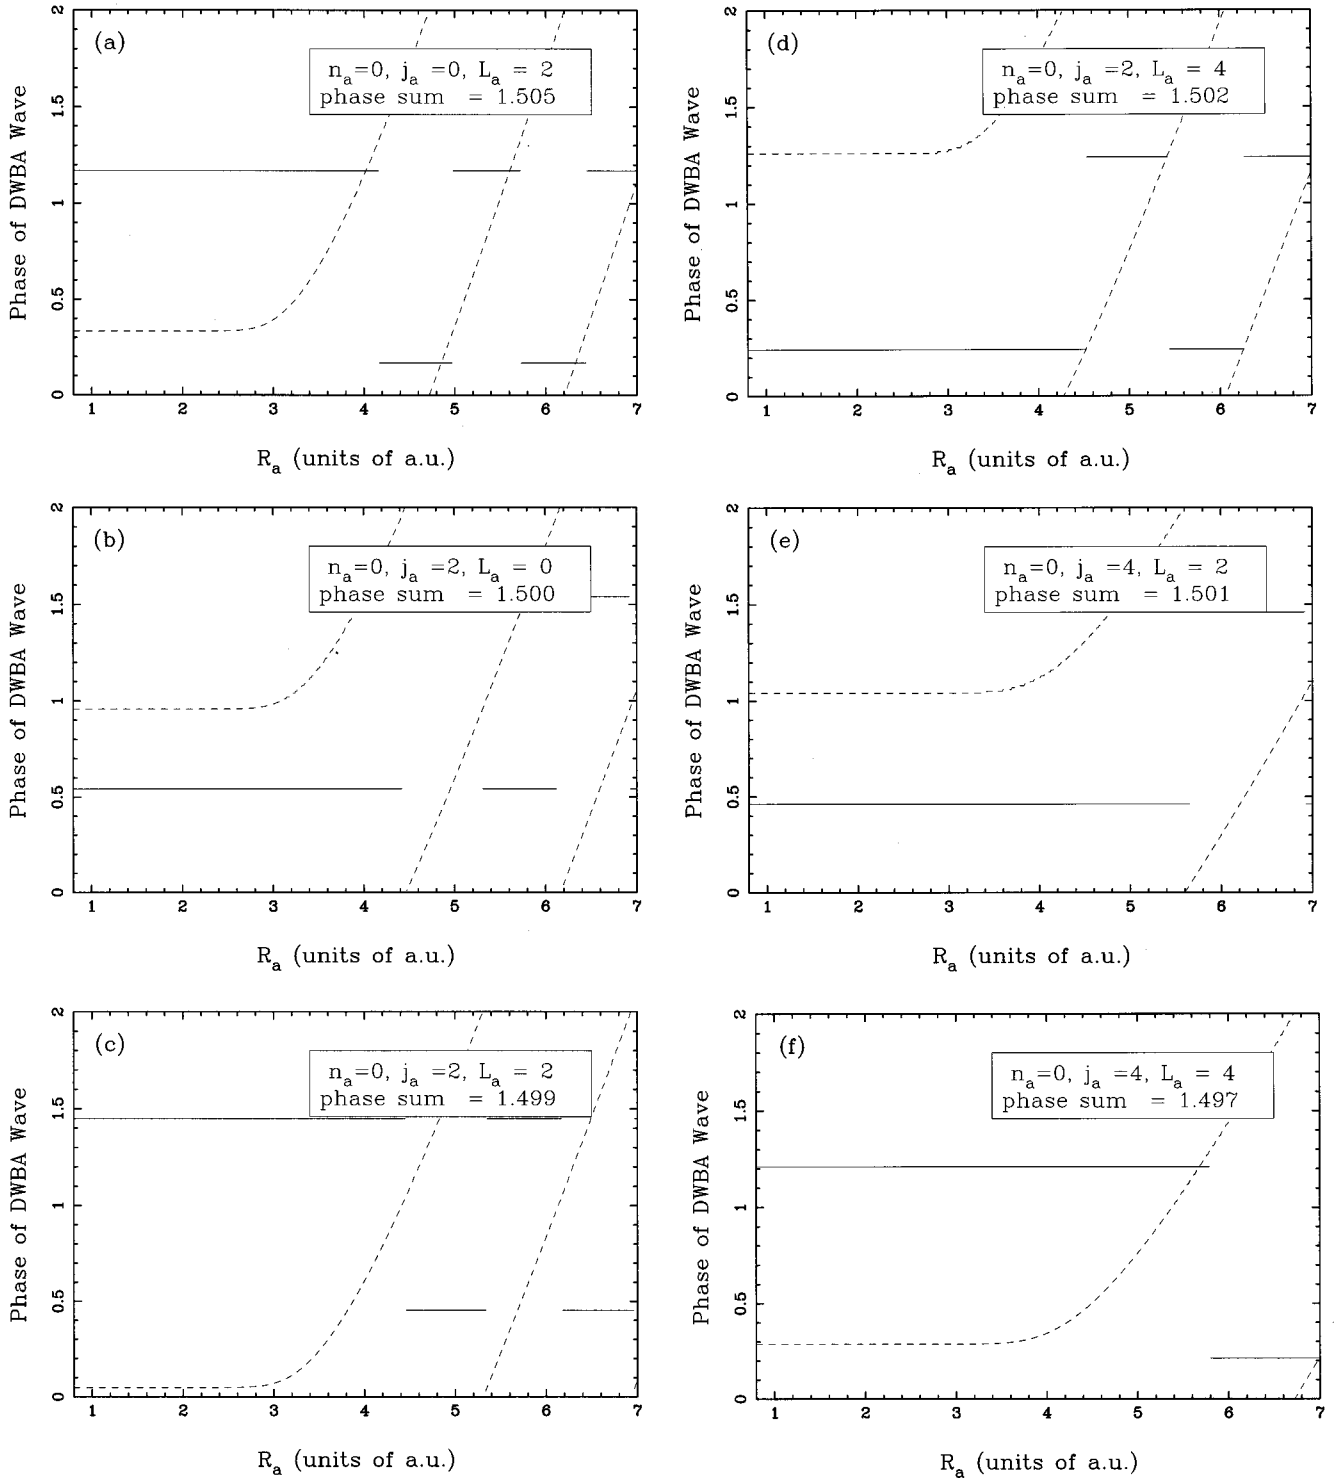 (a)
n_a=0, j_a =0, L_a = 2
phase sum = 1.505
Phase of DWBA Wave
0 0.5 1 1.5 2
1 2 3 4 5 6 7
R_a (units of a.u.)
(d)
n_a=0, j_a =2, L_a = 4
phase sum = 1.502
Phase of DWBA Wave
0 0.5 1 1.5 2
1 2 3 4 5 6 7
R_a (units of a.u.)
(b)
n_a=0, j_a =2, L_a = 0
phase sum = 1.500
Phase of DWBA Wave
0 0.5 1 1.5 2
1 2 3 4 5 6 7
R_a (units of a.u.)
(e)
n_a=0, j_a =4, L_a = 2
phase sum = 1.501
Phase of DWBA Wave
0 0.5 1 1.5 2
1 2 3 4 5 6 7
R_a (units of a.u.)
(c)
n_a=0, j_a =2, L_a = 2
phase sum = 1.499
Phase of DWBA Wave
0 0.5 1 1.5 2
1 2 3 4 5 6 7
R_a (units of a.u.)
(f)
n_a=0, j_a =4, L_a = 4
phase sum = 1.497
Phase of DWBA Wave
0 0.5 1 1.5 2
1 2 3 4 5 6 7
R_a (units of a.u.)